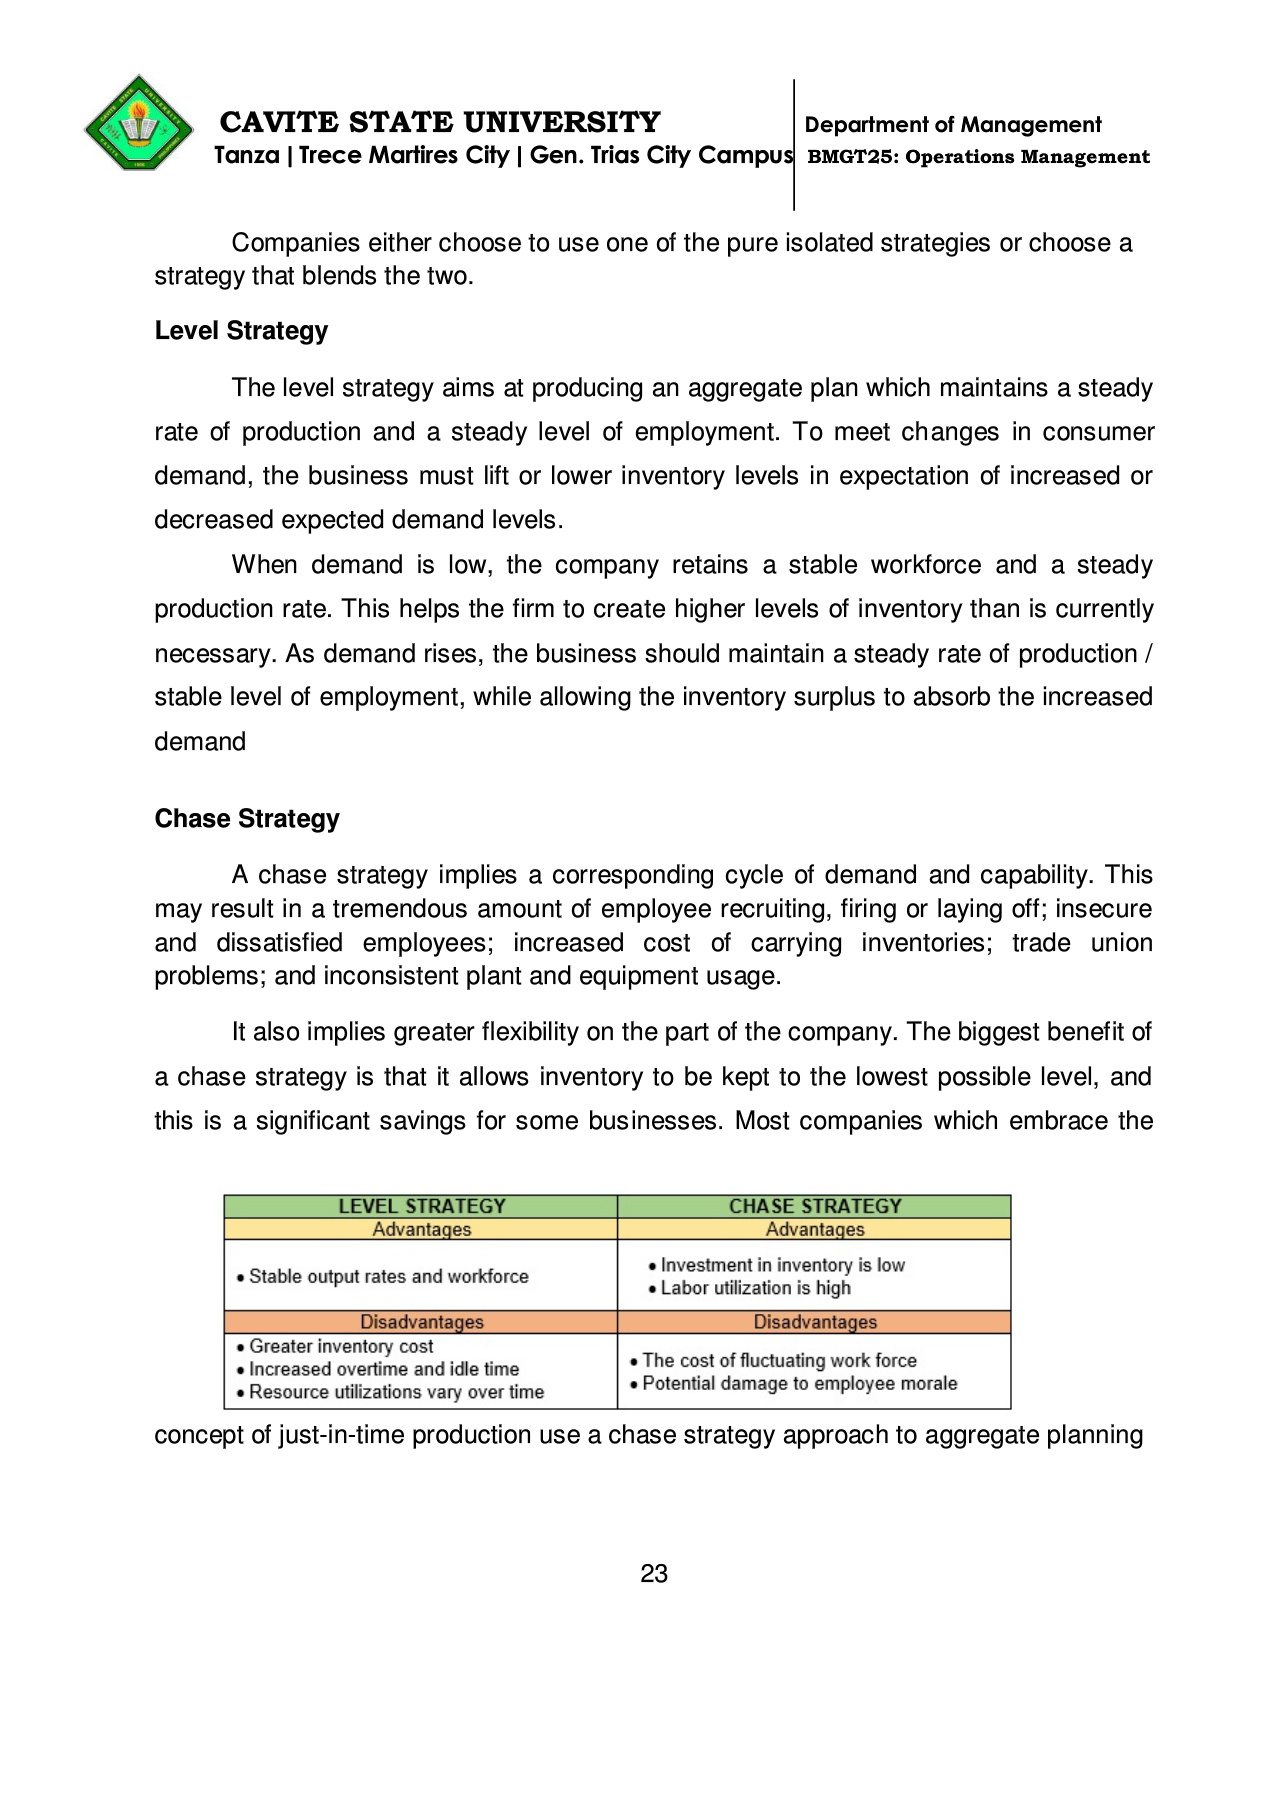 CAVITE STATE UNIVERSITY
Tanza | Trece Martires City | Gen. Trias City Campus
Department of Management
BMGT25: Operations Management
Companies either choose to use one of the pure isolated strategies or choose a
strategy that blends the two.
Level Strategy
The level strategy aims at producing an aggregate plan which maintains a steady
rate of production and a steady level of employment. To meet changes in consumer
demand, the business must lift or lower inventory levels in expectation of increased or
decreased expected demand levels.
When demand is low, the company retains a stable workforce and a steady
production rate. This helps the firm to create higher levels of inventory than is currently
necessary. As demand rises, the business should maintain a steady rate of production /
stable level of employment, while allowing the inventory surplus to absorb the increased
demand
Chase Strategy
A chase strategy implies a corresponding cycle of demand and capability. This
may result in a tremendous amount of employee recruiting, firing or laying off; insecure
and dissatisfied employees; increased cost of carrying inventories; trade union
problems; and inconsistent plant and equipment usage.
It also implies greater flexibility on the part of the company. The biggest benefit of
a chase strategy is that it allows inventory to be kept to the lowest possible level, and
this is a significant savings for some businesses. Most companies which embrace the
LEVEL STRATEGY
CHASE STRATEGY
Advantages
Advantages
• Stable output rates and workforce
• Investment in inventory is low
• Labor utilization is high
Disadvantages
Disadvantages
• Greater inventory cost
• Increased overtime and idle time
• Resource utilizations vary over time
• The cost of fluctuating work force
• Potential damage to employee morale
concept of just-in-time production use a chase strategy approach to aggregate planning
23